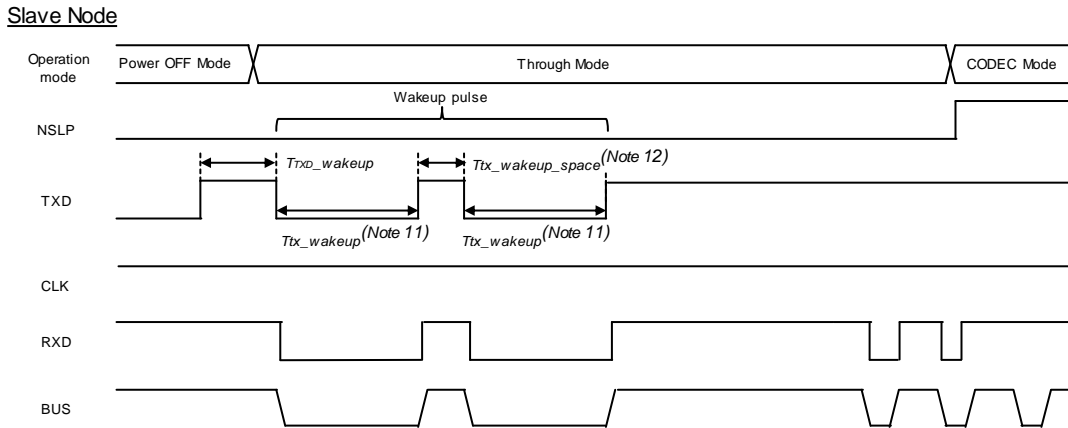 Slave Node
Operation mode
Power OFF Mode
Through Mode
CODEC Mode
Wakeup pulse
NSLP
TTXD_wakeup
Ttx_wakeup_space(Note 12)
TXD
Ttx_wakeup(Note 11)
Ttx_wakeup(Note 11)
CLK
RXD
BUS